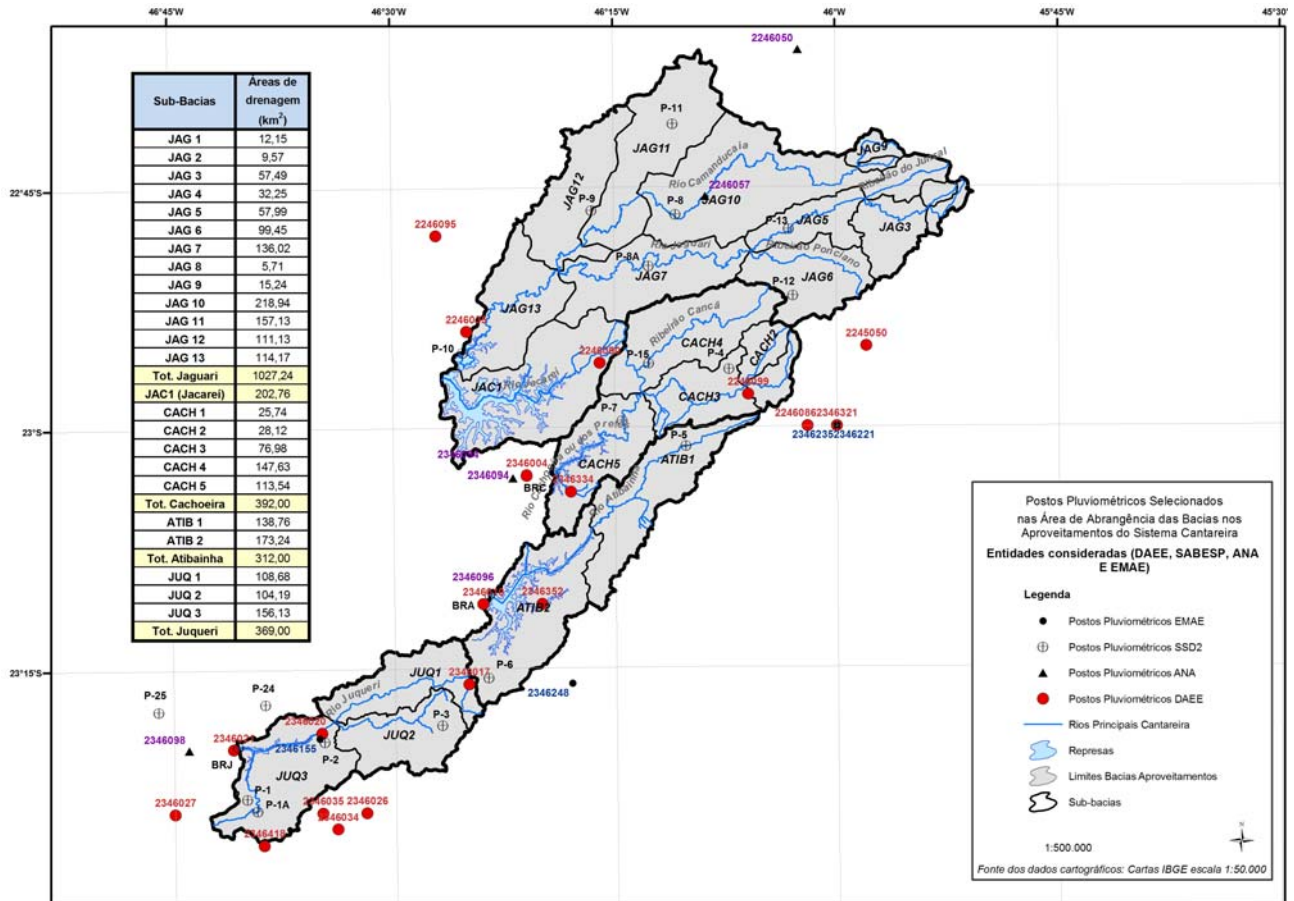 46°45'W 46°30'W 46°15'W 46°W 45°45'W 45°30'W
2246050
Sub-Bacias Áreas de drenagem (km²)
JAG 1 12,15
JAG 2 9,57
JAG 3 57,49
JAG 4 32,25
JAG 5 57,99
JAG 6 99,45
JAG 7 136,02
JAG 8 5,71
JAG 9 15,24
JAG 10 218,94
JAG 11 157,13
JAG 12 111,13
JAG 13 114,17
Tot. Jaguari 1027,24
JAC1 (Jacareí) 202,76
CACH 1 25,74
CACH 2 28,12
CACH 3 76,98
CACH 4 147,63
CACH 5 113,54
Tot. Cachoeira 392,00
ATIB 1 138,76
ATIB 2 173,24
Tot. Atibainha 312,00
JUQ 1 108,68
JUQ 2 104,19
JUQ 3 156,13
Tot. Juqueri 369,00
22°45'S
23°S
23°15'S
P-11
JAG11
JAG9
Rio Camanducaia
Ribeirão do Juncal
JAG12
P-9
2246057
P-8
JAG10
P-13
JAG5
JAG3
2246095
Rio Jaguari
P-8A
JAG7
JAG6
P-12
JAG13
P-10
Ribeirão Cancã
CACH4
CACH2
P-15
P-4
2245050
JAC1
CACH3
2246099
P-7
22460862346321
23462352346221
P-5
ATIB1
2346004
2346094
BRC
2346334
CACH5
Rio Atibainha
2346096
BRA
2346352
ATIB2
JUQ1
P-6
2346248
Rio Juqueri
P-25
P-24
P-3
JUQ2
2346020
2346098
2346155
P-2
BRJ
JUQ3
P-1
P-1A
2346027
2346035
2346026
2346034
2346418
Postos Pluviométricos Selecionados
nas Área de Abrangência das Bacias nos
Aproveitamentos do Sistema Cantareira
Entidades consideradas (DAEE, SABESP, ANA
E EMAE)
Legenda
Postos Pluviométricos EMAE
Postos Pluviométricos SSD2
Postos Pluviométricos ANA
Postos Pluviométricos DAEE
Rios Principais Cantareira
Represas
Limites Bacias Aproveitamentos
Sub-bacias
N
1:500.000
Fonte dos dados cartográficos: Cartas IBGE escala 1:50.000